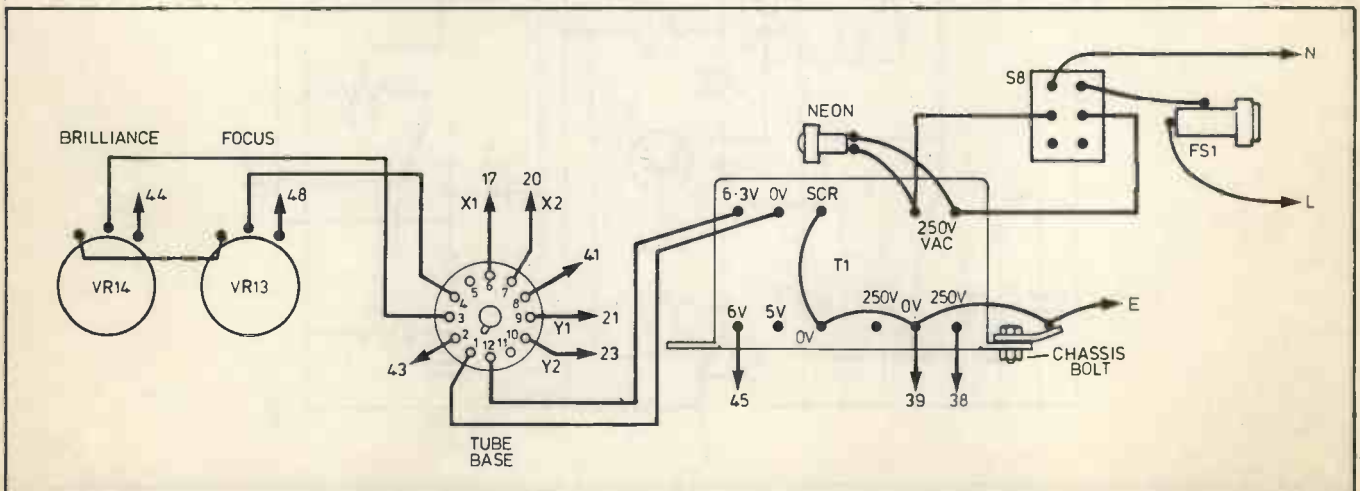 BRILLIANCE
FOCUS
44
48
VR14
VR13
17
20
X1
X2
41
5
6
7
4
8
3
9
2
10
1
12
11
21
Y1
23
Y2
43
TUBE
BASE
NEON
S8
N
FS1
L
6·3V
0V
SCR
250V
VAC
T1
6V
5V
0V
250V
0V
250V
E
CHASSIS
BOLT
45
39
38